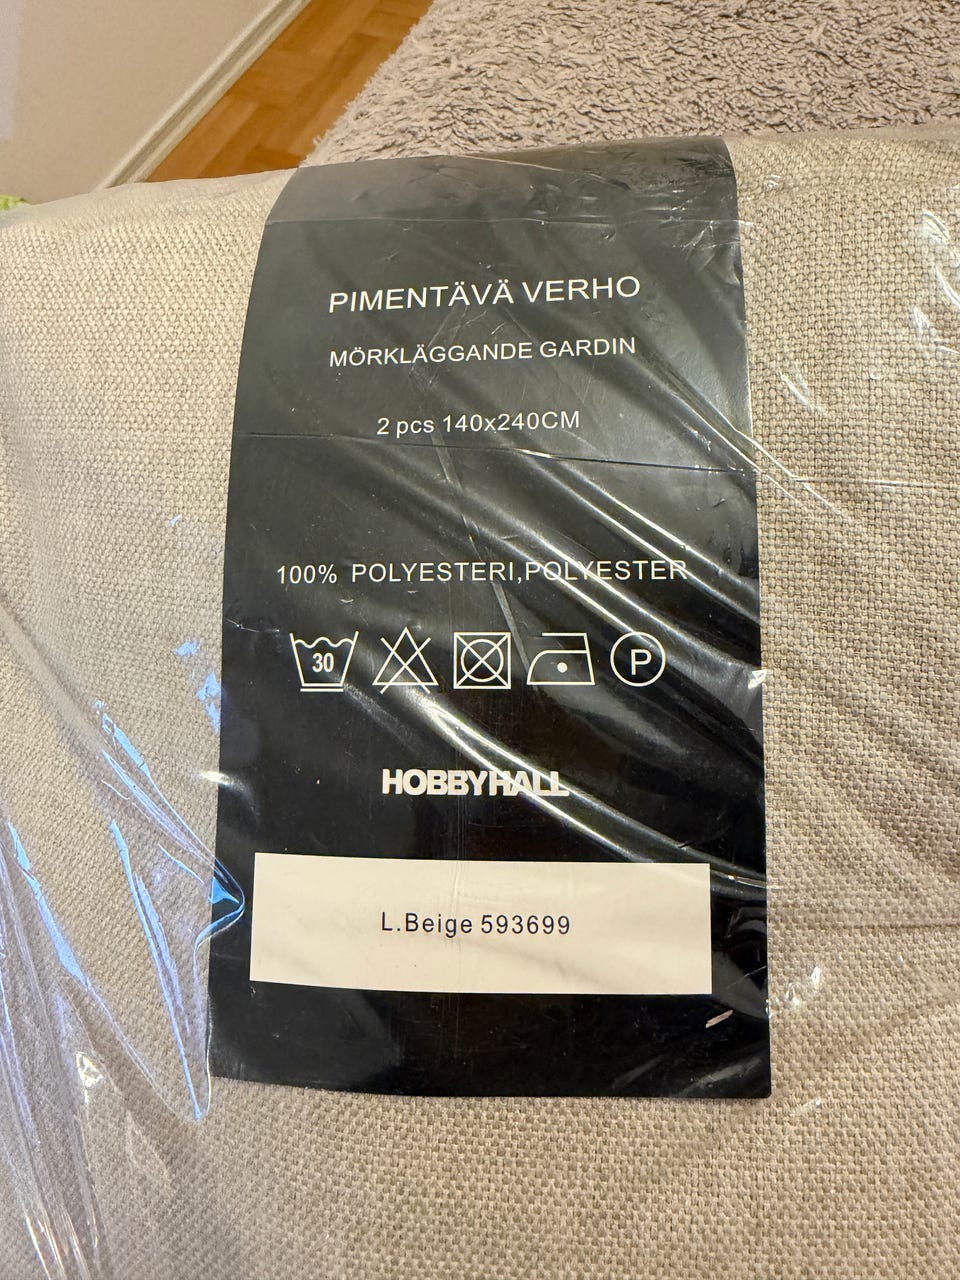 PIMENTÄVÄ VERHO
MÖRKLÄGGANDE GARDIN
2 pcs 140x240CM
100% POLYESTERI,POLYESTER
30 P
HOBBYHALL
L.Beige 593699